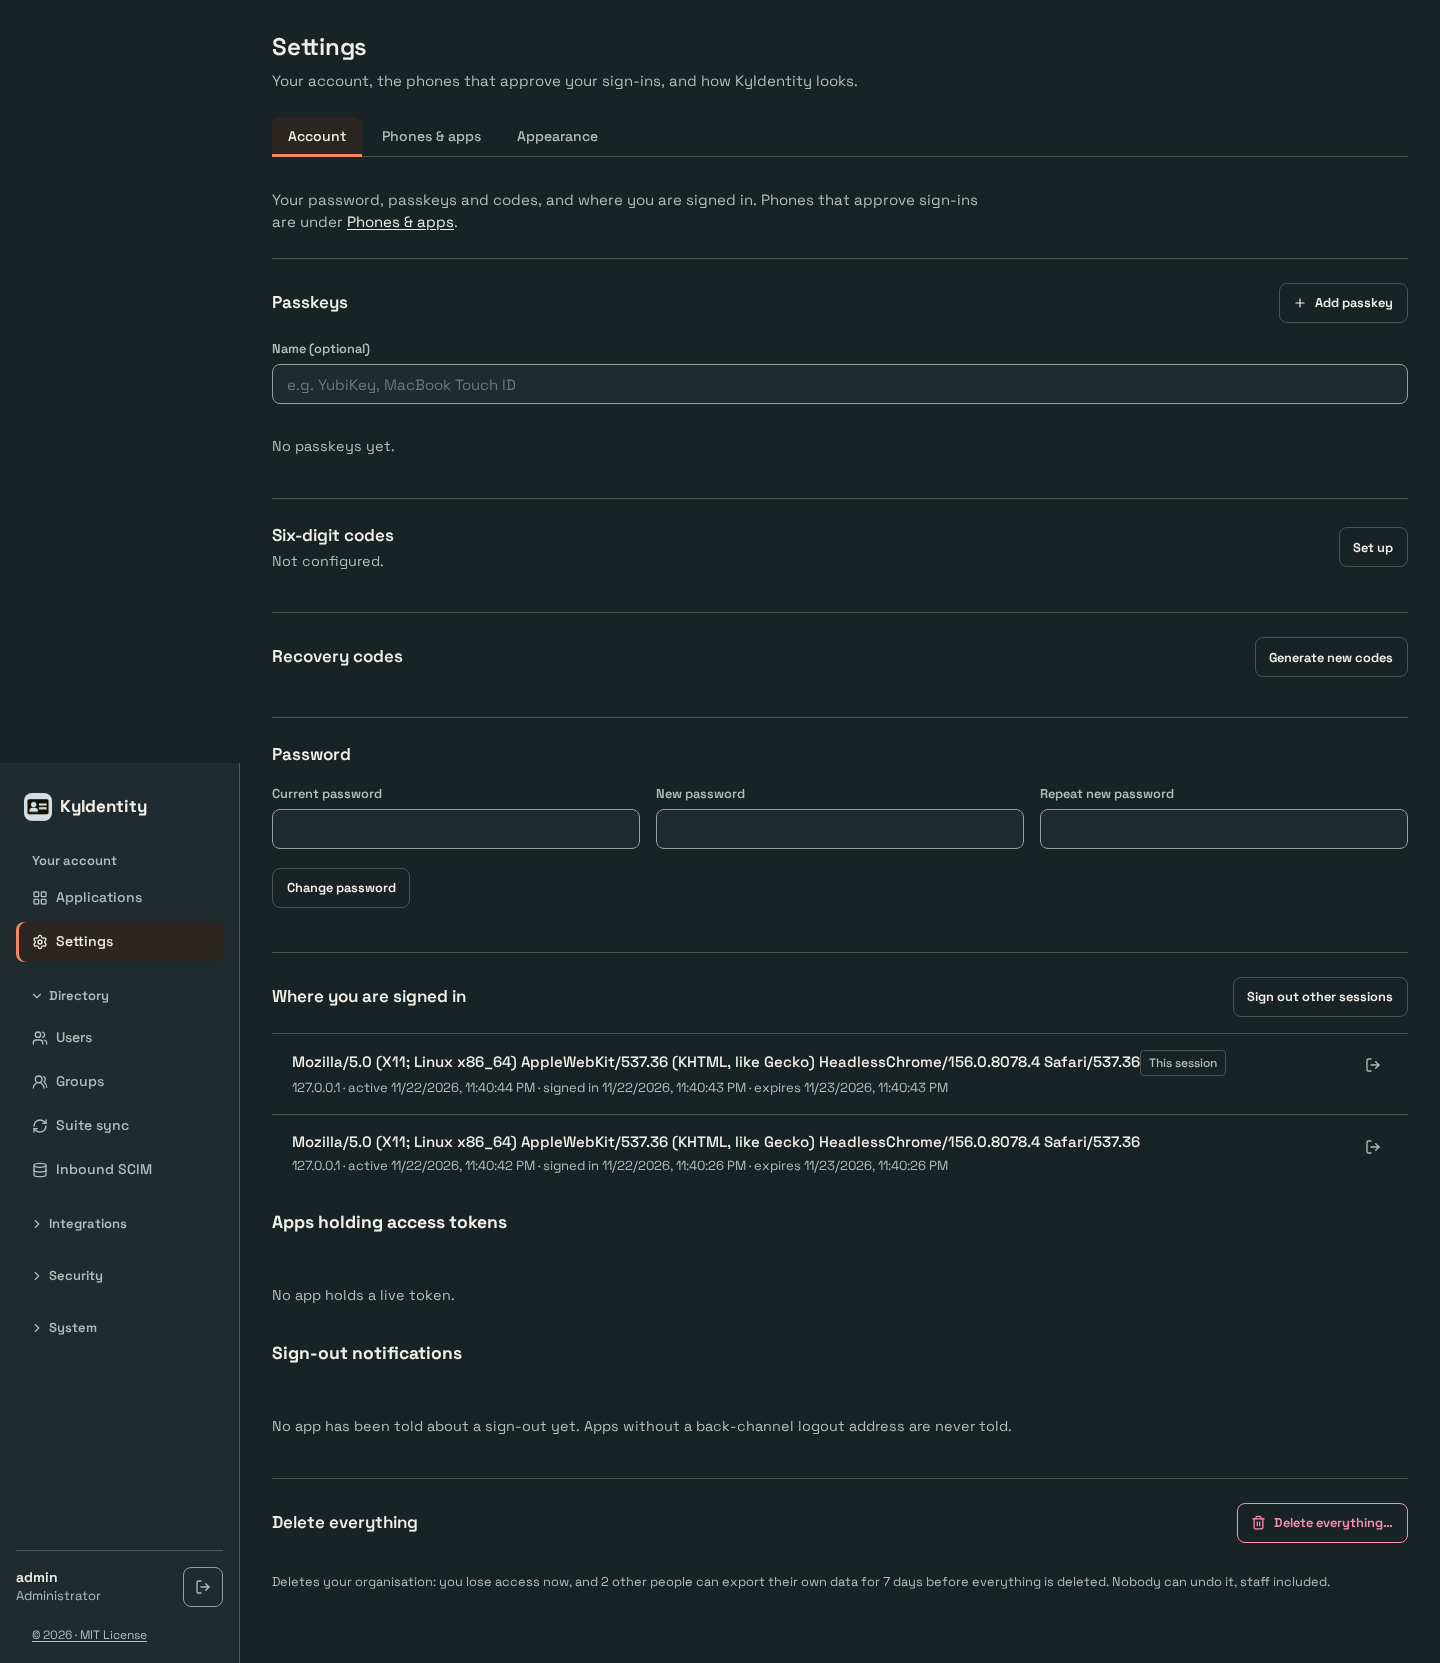 Settings
Your account, the phones that approve your sign-ins, and how KyIdentity looks.
Account
Phones & apps
Appearance
Your password, passkeys and codes, and where you are signed in. Phones that approve sign-ins
are under Phones & apps.
Passkeys
Add passkey
Name (optional)
e.g. YubiKey, MacBook Touch ID
No passkeys yet.
Six-digit codes
Not configured.
Set up
Recovery codes
Generate new codes
Password
Current password
New password
Repeat new password
Change password
Where you are signed in
Sign out other sessions
Mozilla/5.0 (X11; Linux x86_64) AppleWebKit/537.36 (KHTML, like Gecko) HeadlessChrome/156.0.8078.4 Safari/537.36
This session
127.0.0.1 · active 11/22/2026, 11:40:44 PM · signed in 11/22/2026, 11:40:43 PM · expires 11/23/2026, 11:40:43 PM
Mozilla/5.0 (X11; Linux x86_64) AppleWebKit/537.36 (KHTML, like Gecko) HeadlessChrome/156.0.8078.4 Safari/537.36
127.0.0.1 · active 11/22/2026, 11:40:42 PM · signed in 11/22/2026, 11:40:26 PM · expires 11/23/2026, 11:40:26 PM
Apps holding access tokens
No app holds a live token.
Sign-out notifications
No app has been told about a sign-out yet. Apps without a back-channel logout address are never told.
Delete everything
Delete everything...
Deletes your organisation: you lose access now, and 2 other people can export their own data for 7 days before everything is deleted. Nobody can undo it, staff included.
KyIdentity
Your account
Applications
Settings
Directory
Users
Groups
Suite sync
Inbound SCIM
Integrations
Security
System
admin
Administrator
© 2026 · MIT License